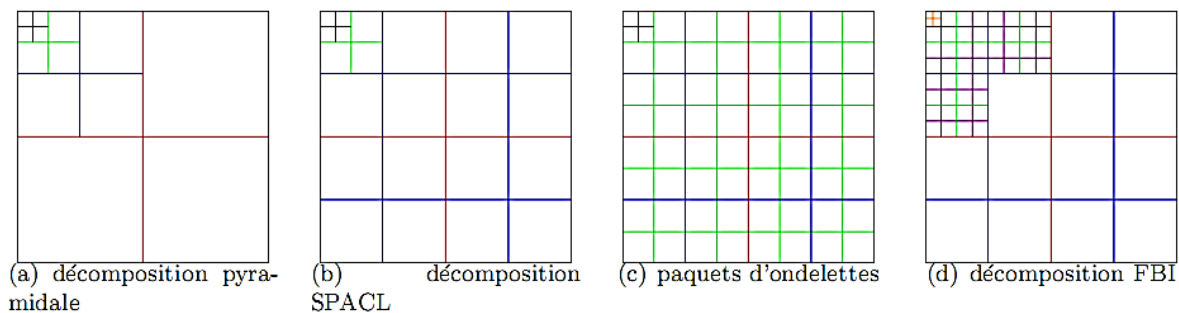 (a) décomposition pyra-
midale
(b) décomposition
SPACL
(c) paquets d'ondelettes
(d) décomposition FBI